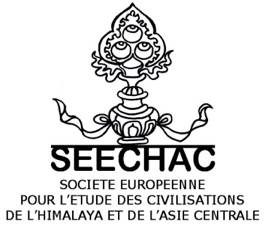 SEECHAC
SOCIETE EUROPEENNE
POUR L'ETUDE DES CIVILISATIONS
DE L'HIMALAYA ET DE L'ASIE CENTRALE